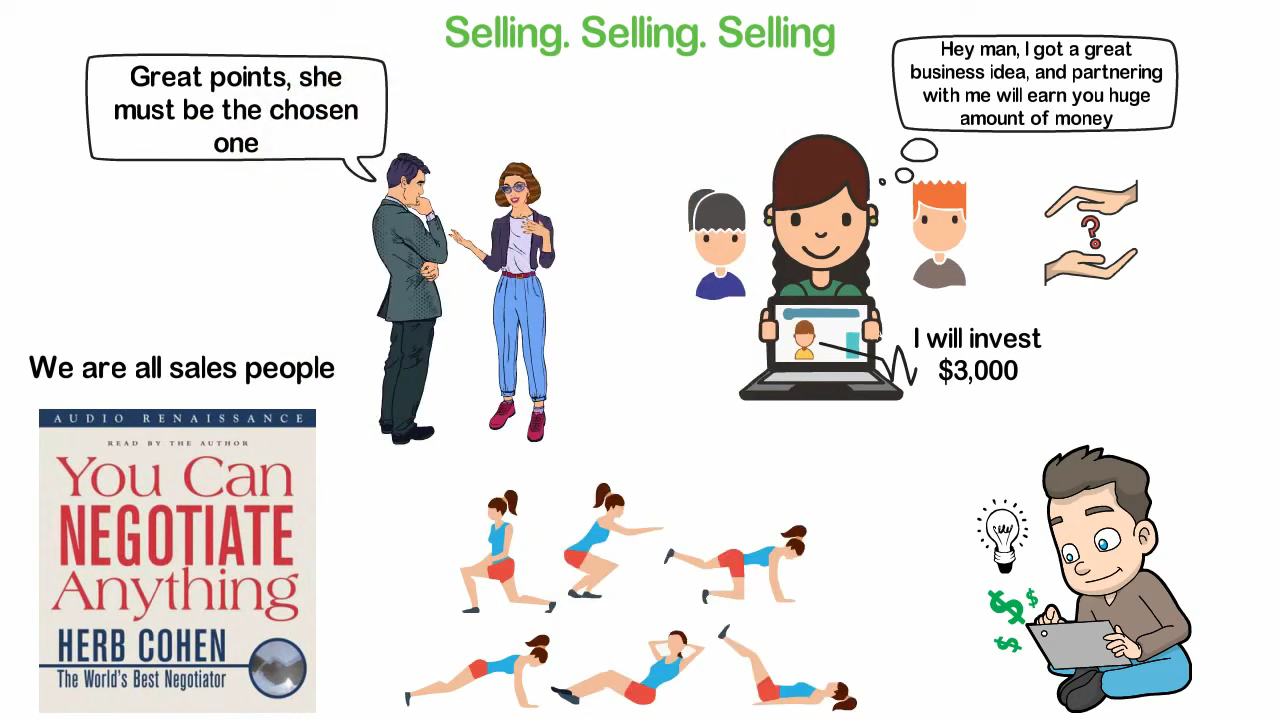 Selling. Selling. Selling
Great points, she
must be the chosen
one
Hey man, I got a great
business idea, and partnering
with me will earn you huge
amount of money
?
I will invest
$3,000
We are all sales people
AUDIO RENAISSANCE
READ BY THE AUTHOR
You Can
NEGOTIATE
Anything
HERB COHEN
The World's Best Negotiator
$
$
$